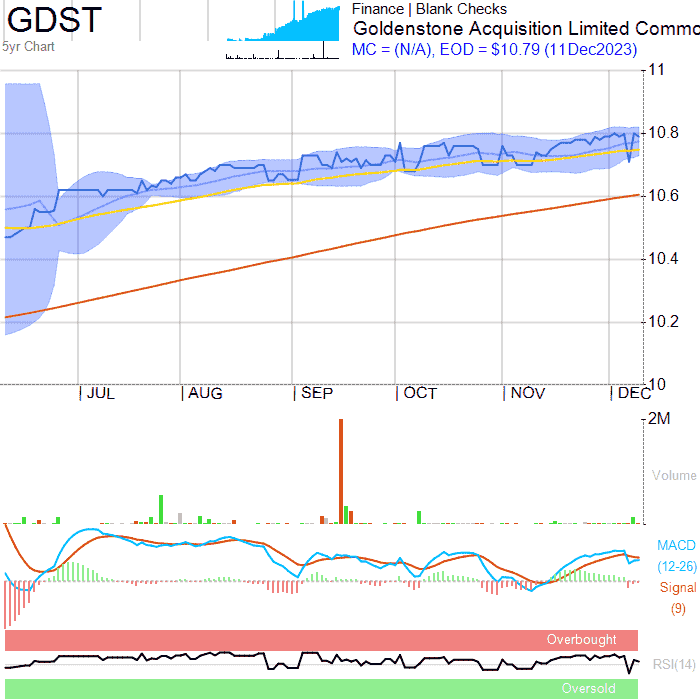 GDST
5yr Chart
Finance | Blank Checks
Goldenstone Acquisition Limited Commo
MC = (N/A), EOD = $10.79 (11Dec2023)
11
10.8
10.6
10.4
10.2
10
JUL AUG SEP OCT NOV DEC
2M
Volume
MACD
(12-26)
Signal
(9)
Overbought
RSI(14)
Oversold